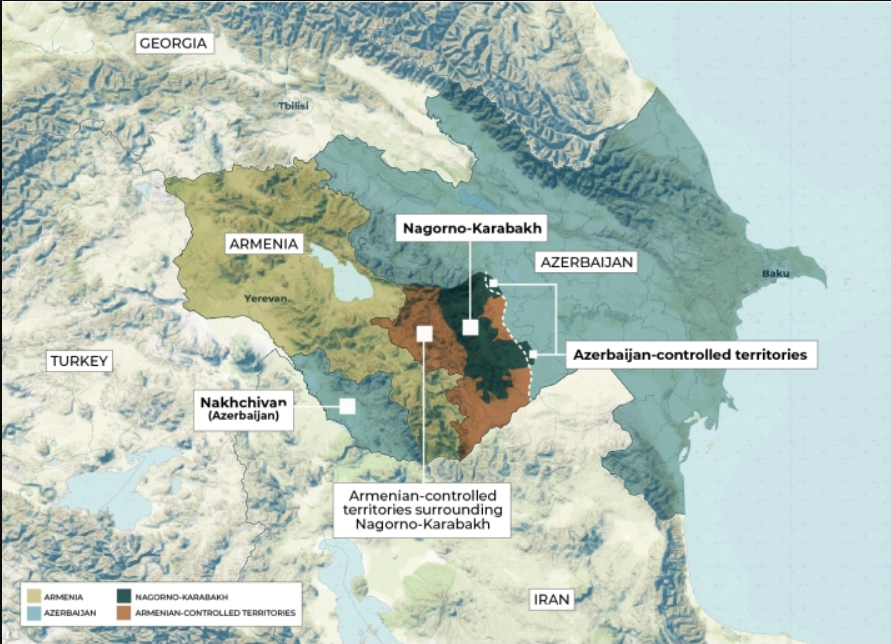 GEORGIA
Tbilisi
Nagorno-Karabakh
ARMENIA
AZERBAIJAN
Baku
Yerevan
TURKEY
Azerbaijan-controlled territories
Nakhchivan
(Azerbaijan)
Armenian-controlled
territories surrounding
Nagorno-Karabakh
IRAN
ARMENIA
NAGORNO-KARABAKH
AZERBAIJAN
ARMENIAN-CONTROLLED TERRITORIES